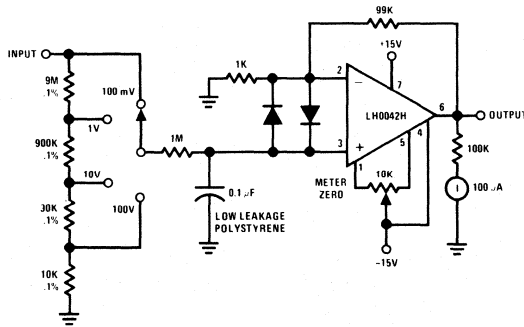 99K
+15V
INPUT
1K
2
7
9M
.1%
100 mV
−
LH0042H
6
OUTPUT
1V
1M
3
+
4
5
1
900K
.1%
10V
10K
100K
METER
ZERO
0.1 µF
LOW LEAKAGE
POLYSTYRENE
30K
.1%
100V
100 µA
I
−15V
10K
.1%